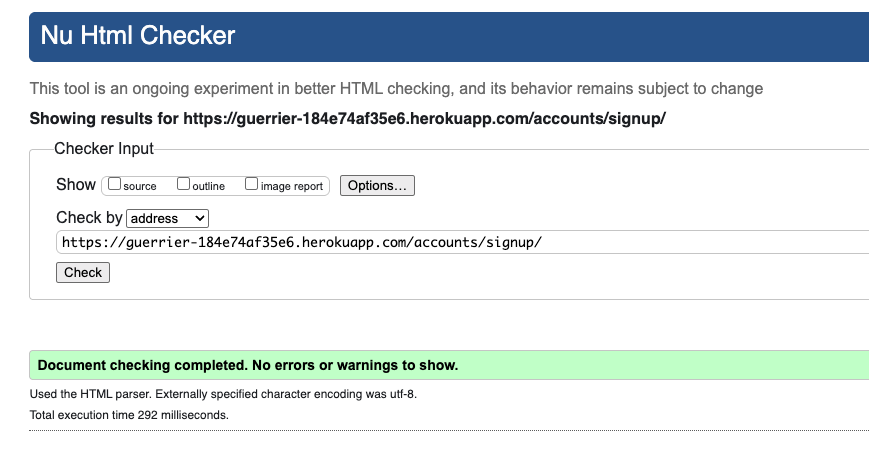 Nu Html Checker
This tool is an ongoing experiment in better HTML checking, and its behavior remains subject to change
Showing results for https://guerrier-184e74af35e6.herokuapp.com/accounts/signup/
Checker Input
Show source outline image report Options...
Check by address
https://guerrier-184e74af35e6.herokuapp.com/accounts/signup/
Check
Document checking completed. No errors or warnings to show.
Used the HTML parser. Externally specified character encoding was utf-8.
Total execution time 292 milliseconds.